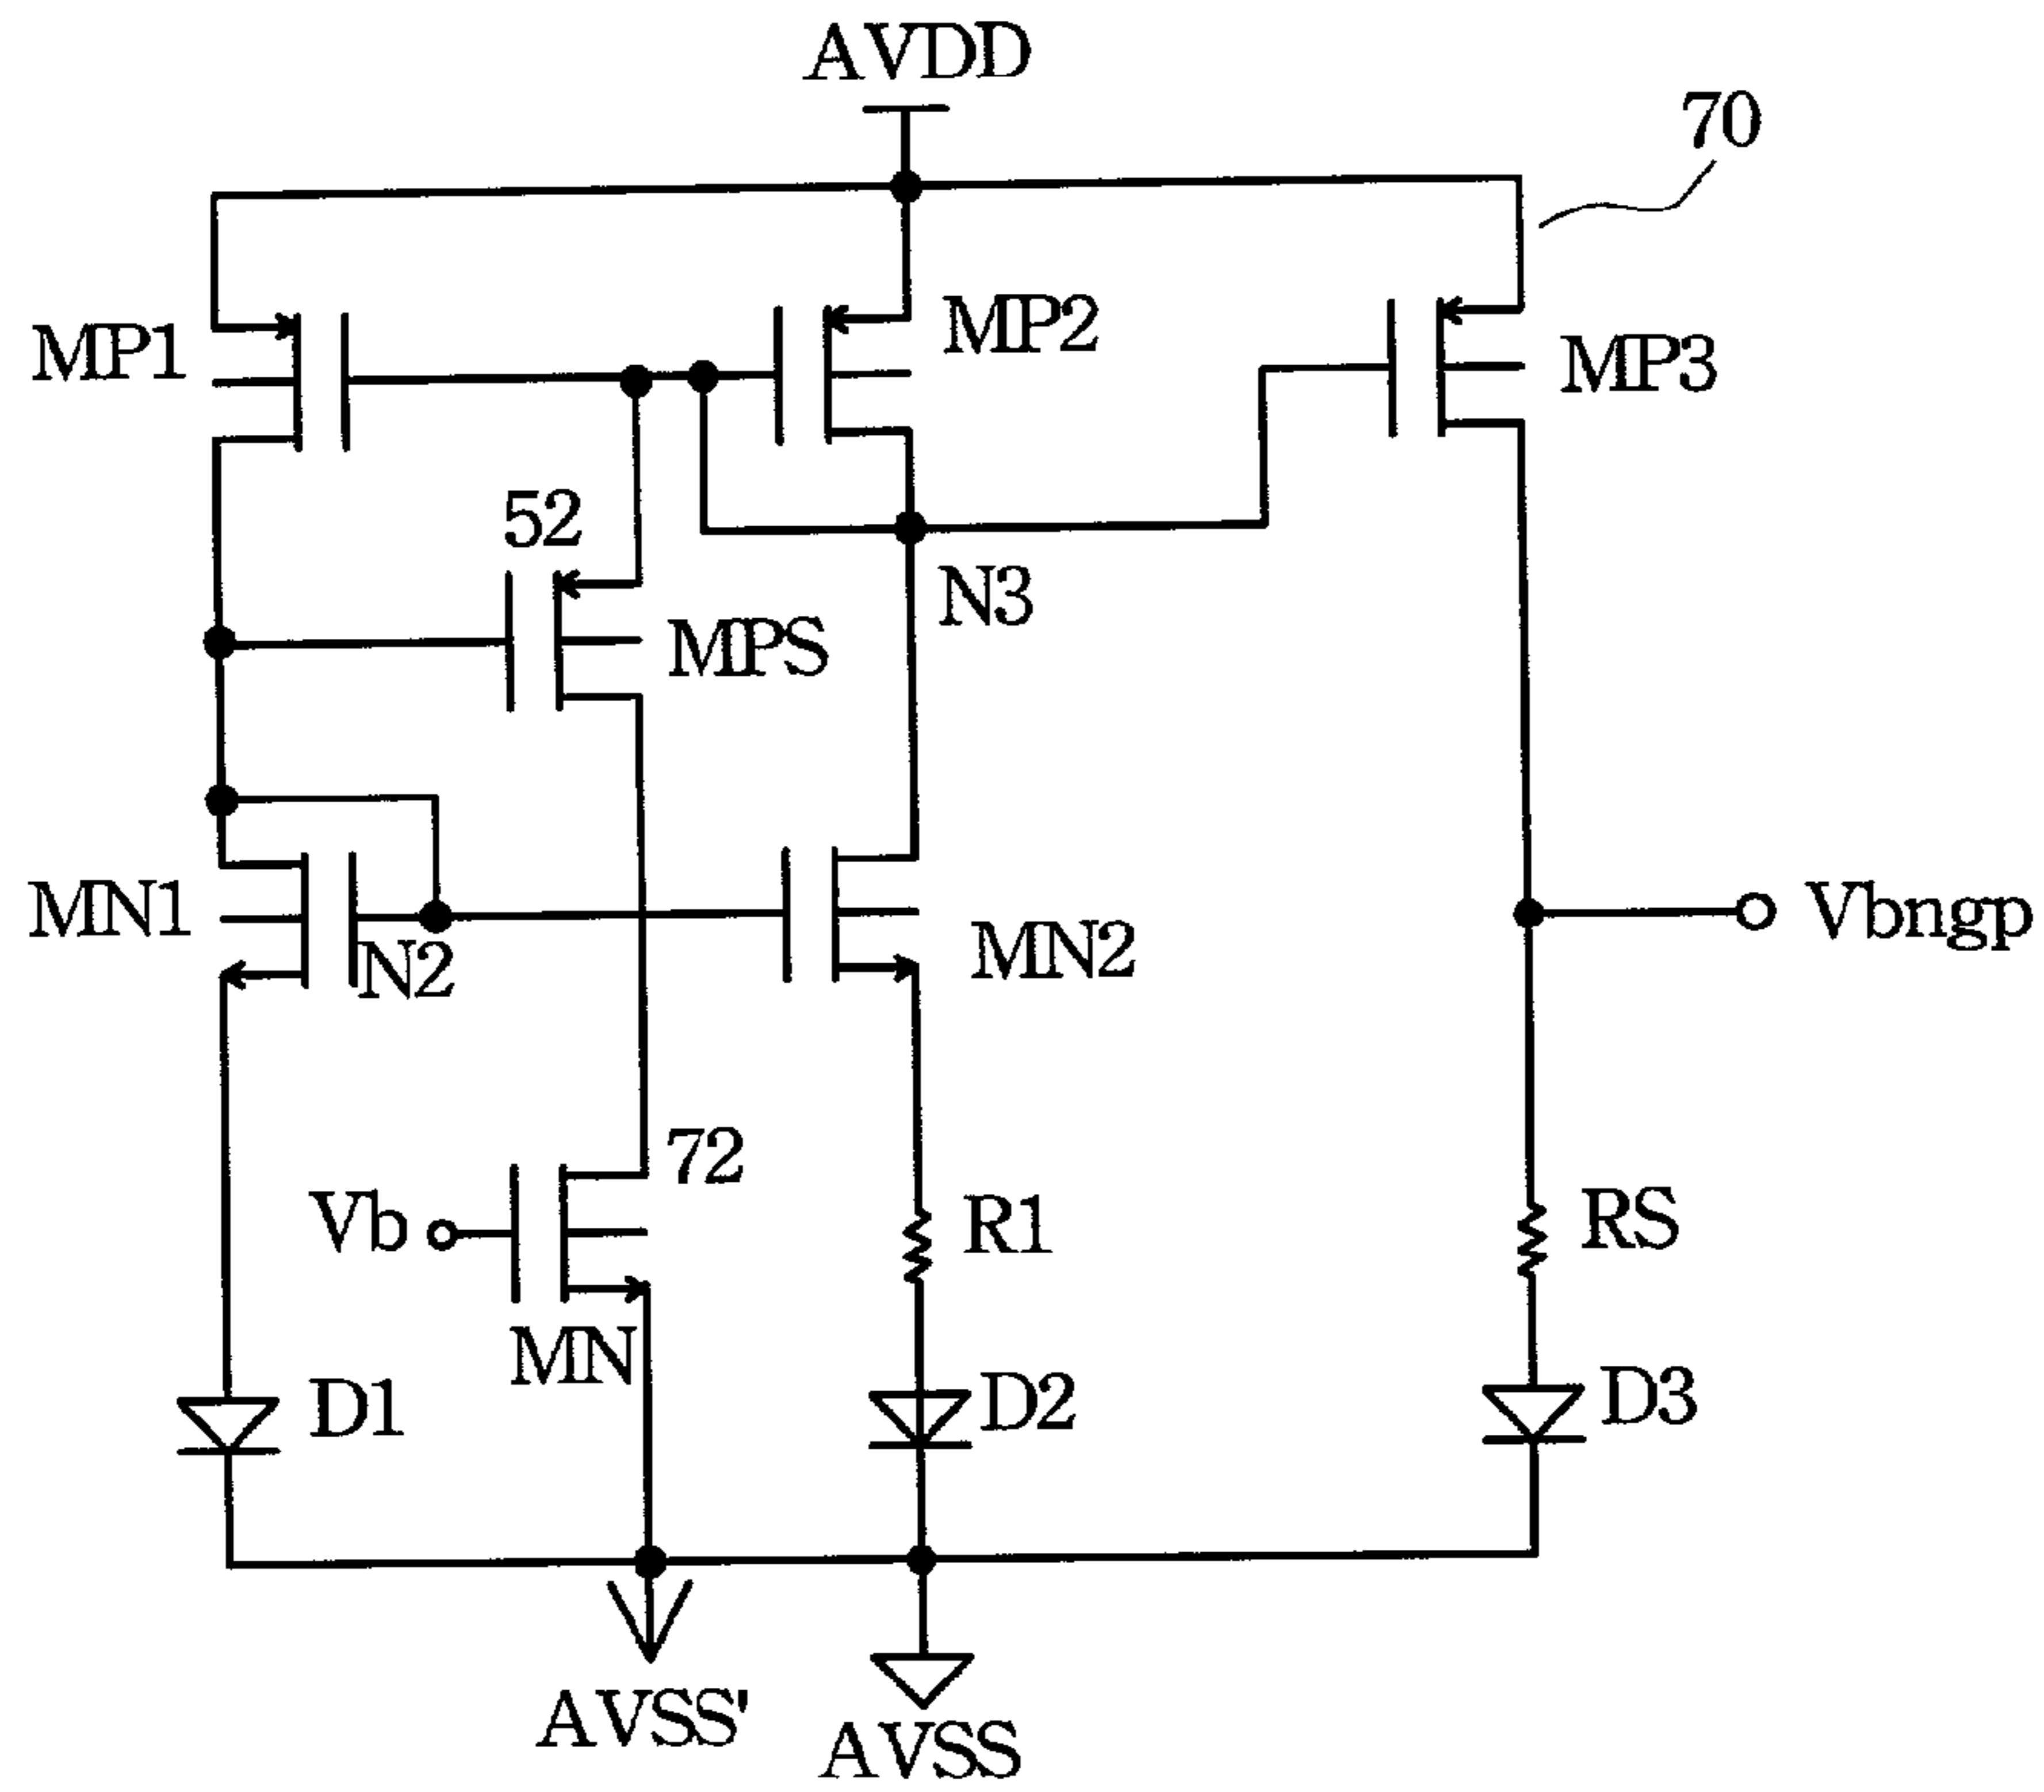 AVDD
70
MP1
MP2
MP3
52
MPS
N3
MN1
N2
MN2
Vbngp
72
Vb
R1
RS
MN
D1
D2
D3
AVSS'
AVSS